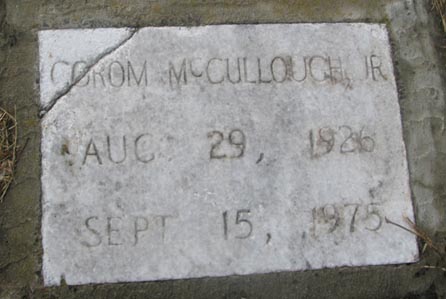 COROM McCULLOUGH, JR
AUG. 29, 1926
SEPT 15, 1975